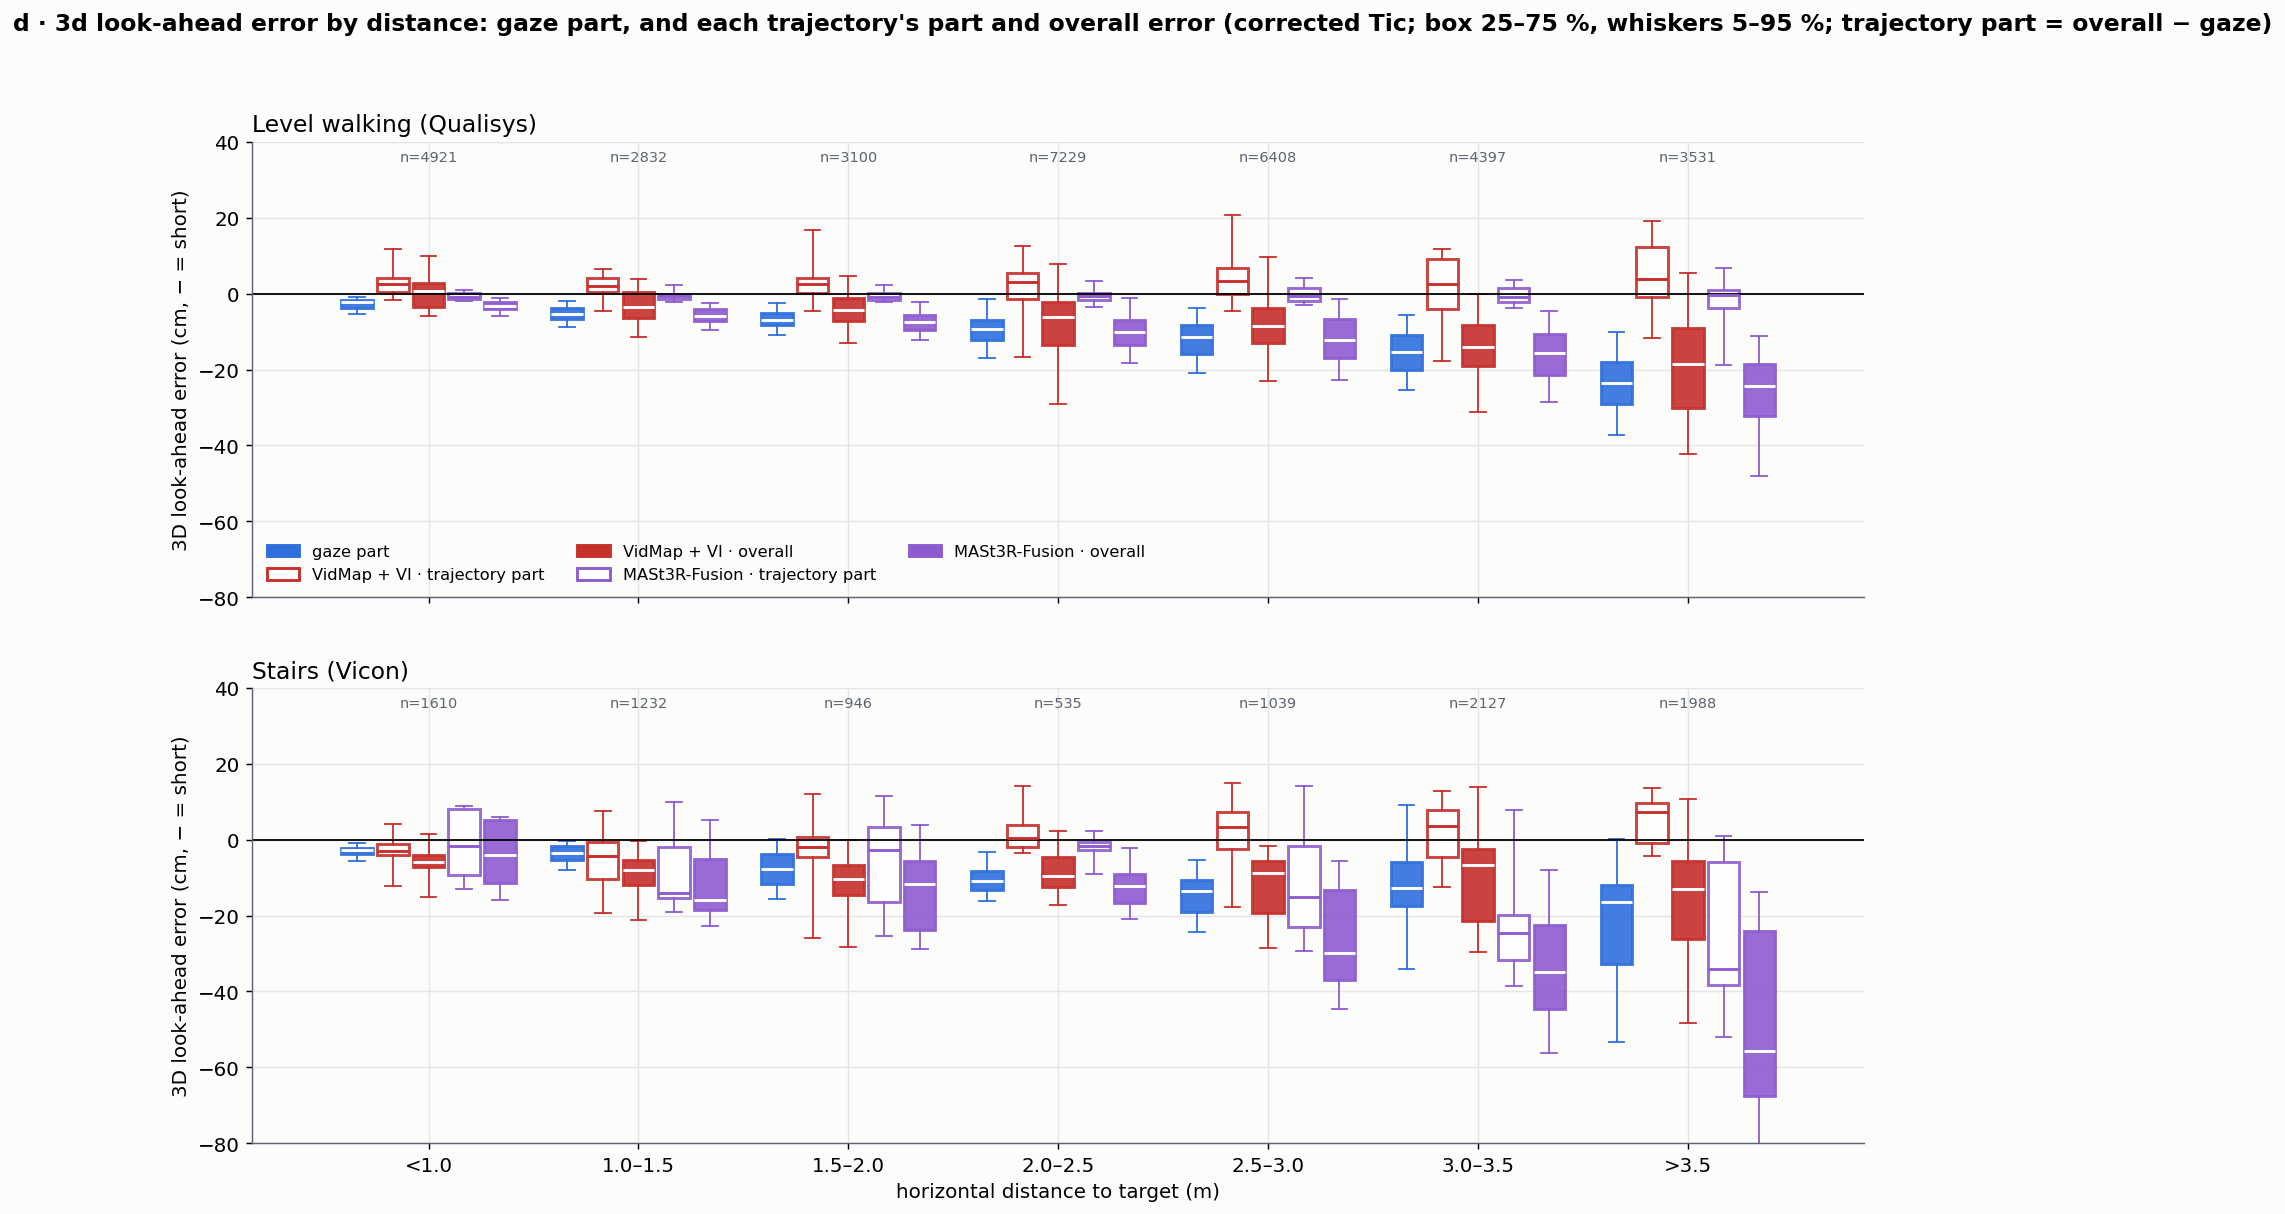 d · 3d look-ahead error by distance: gaze part, and each trajectory's part and overall error (corrected Tic; box 25–75 %, whiskers 5–95 %; trajectory part = overall − gaze)
Level walking (Qualisys)
3D look-ahead error (cm, − = short)
40
20
0
−20
−40
−60
−80
n=4921 n=2832 n=3100 n=7229 n=6408 n=4397 n=3531
gaze part
VidMap + VI · trajectory part
VidMap + VI · overall
MASt3R-Fusion · trajectory part
MASt3R-Fusion · overall
Stairs (Vicon)
3D look-ahead error (cm, − = short)
40
20
0
−20
−40
−60
−80
n=1610 n=1232 n=946 n=535 n=1039 n=2127 n=1988
<1.0 1.0–1.5 1.5–2.0 2.0–2.5 2.5–3.0 3.0–3.5 >3.5
horizontal distance to target (m)